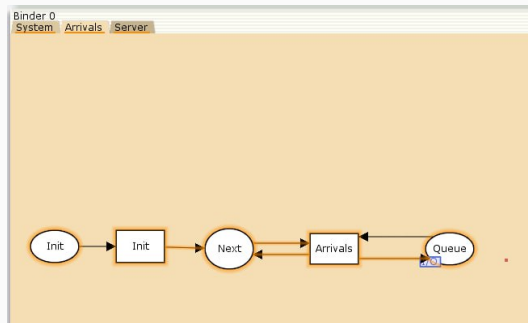 Binder 0
System Arrivals Server
Init Init Next Arrivals Queue
I/O